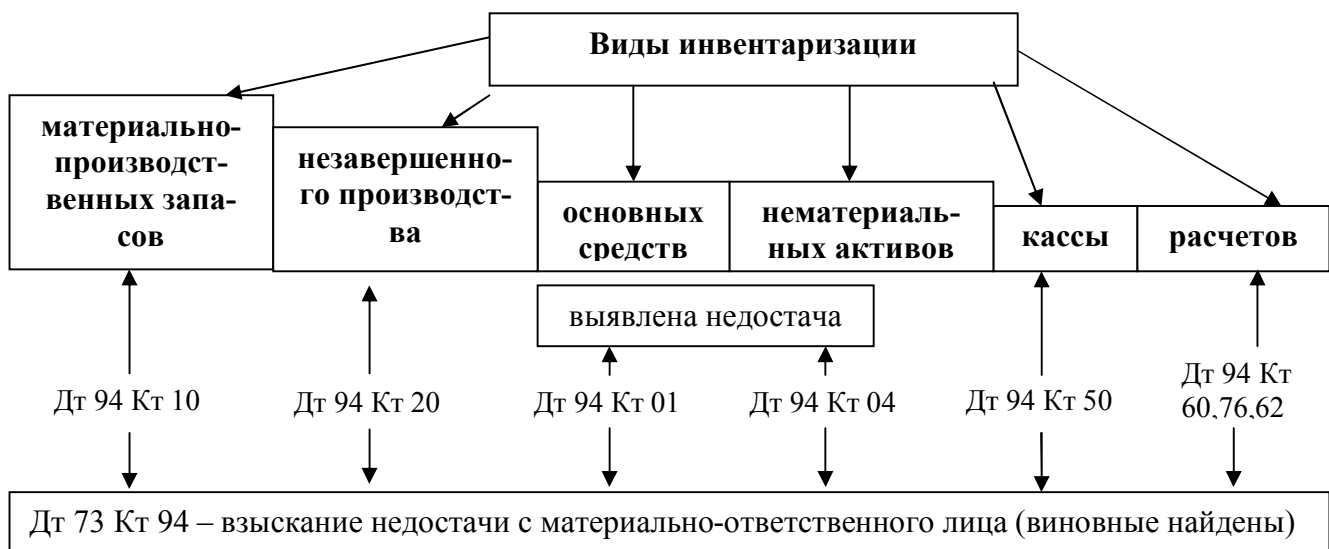 Виды инвентаризации
материально-
производст-
венных запа-
сов
незавершенно-
го производст-
ва
основных
средств
нематериаль-
ных активов
кассы
расчетов
выявлена недостача
Дт 94 Кт 10
Дт 94 Кт 20
Дт 94 Кт 01
Дт 94 Кт 04
Дт 94 Кт 50
Дт 94 Кт
60,76,62
Дт 73 Кт 94 – взыскание недостачи с материально-ответственного лица (виновные найдены)